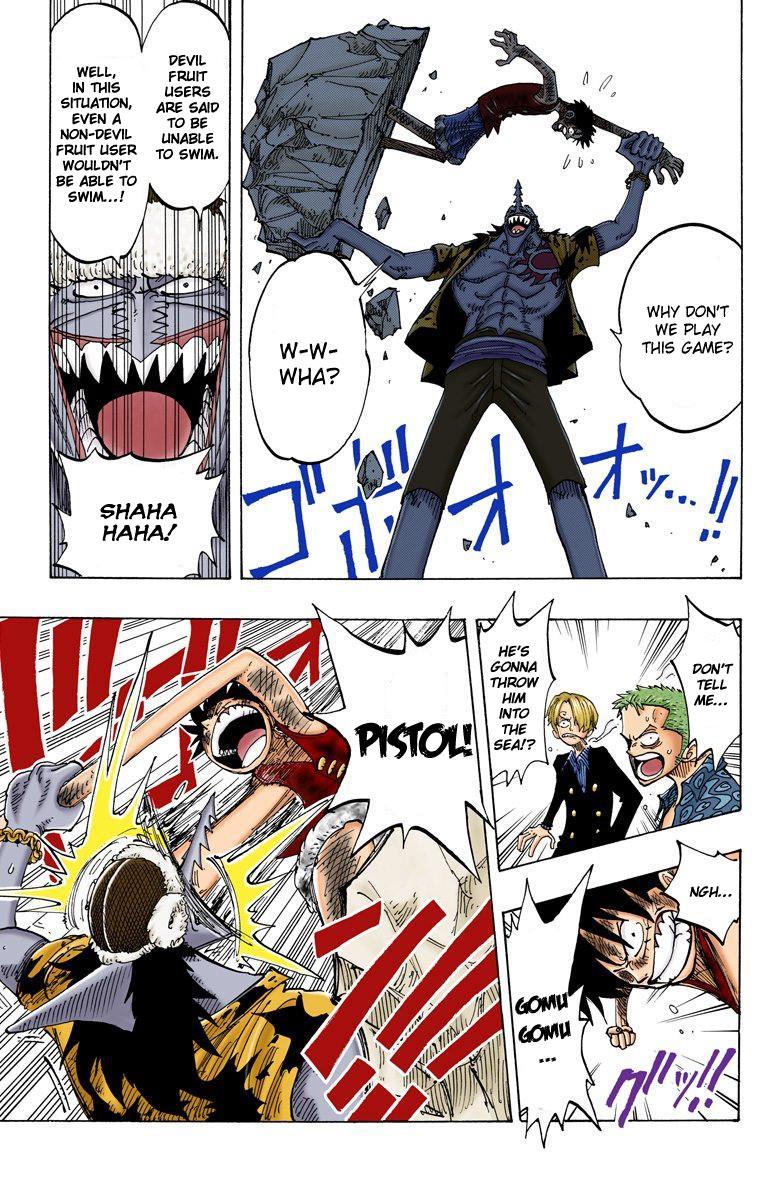 WHY DON'T
WE PLAY
THIS GAME?
W-W-
WHA?
ゴゴボオオォッ…!!
DEVIL
FRUIT
USERS
ARE SAID
TO BE
UNABLE
TO SWIM.
WELL,
IN THIS
SITUATION,
EVEN A
NON-DEVIL
FRUIT USER
WOULDN'T
BE ABLE TO
SWIM...!
SHAHA
HAHA!
DON'T
TELL
ME...
HE'S
GONNA
THROW
HIM
INTO
THE
SEA!?
NGH...
GOMU
GOMU
...
グッ!!
PISTOL!